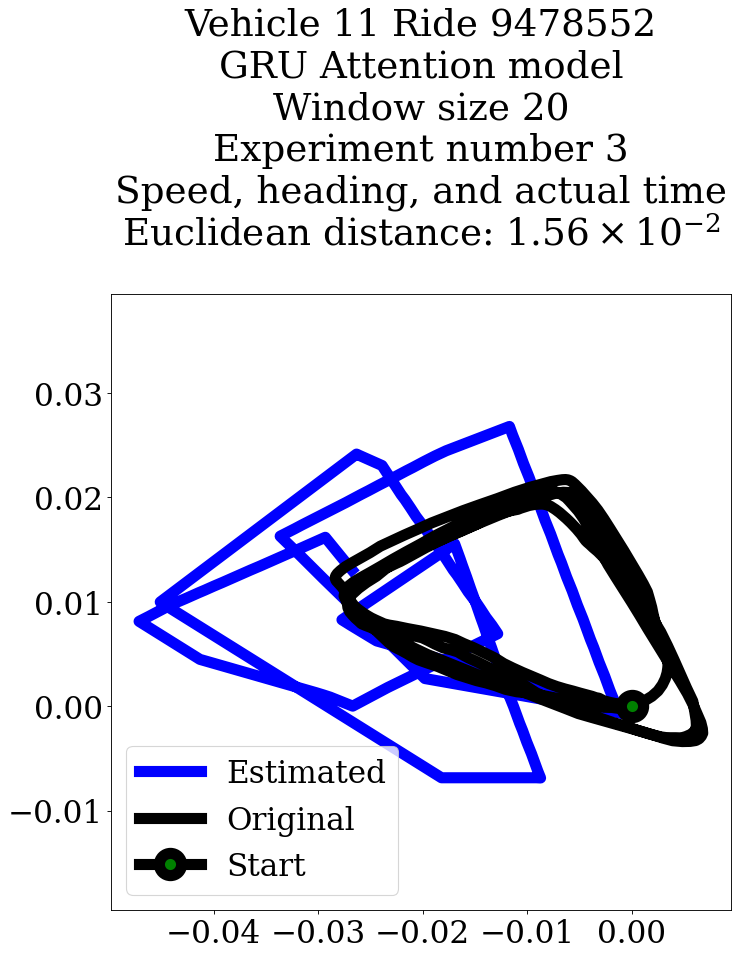 Vehicle 11 Ride 9478552
GRU Attention model
Window size 20
Experiment number 3
Speed, heading, and actual time
Euclidean distance: 1.56 × 10⁻²
0.03
0.02
0.01
0.00
−0.01
Estimated
Original
Start
−0.04 −0.03 −0.02 −0.01 0.00